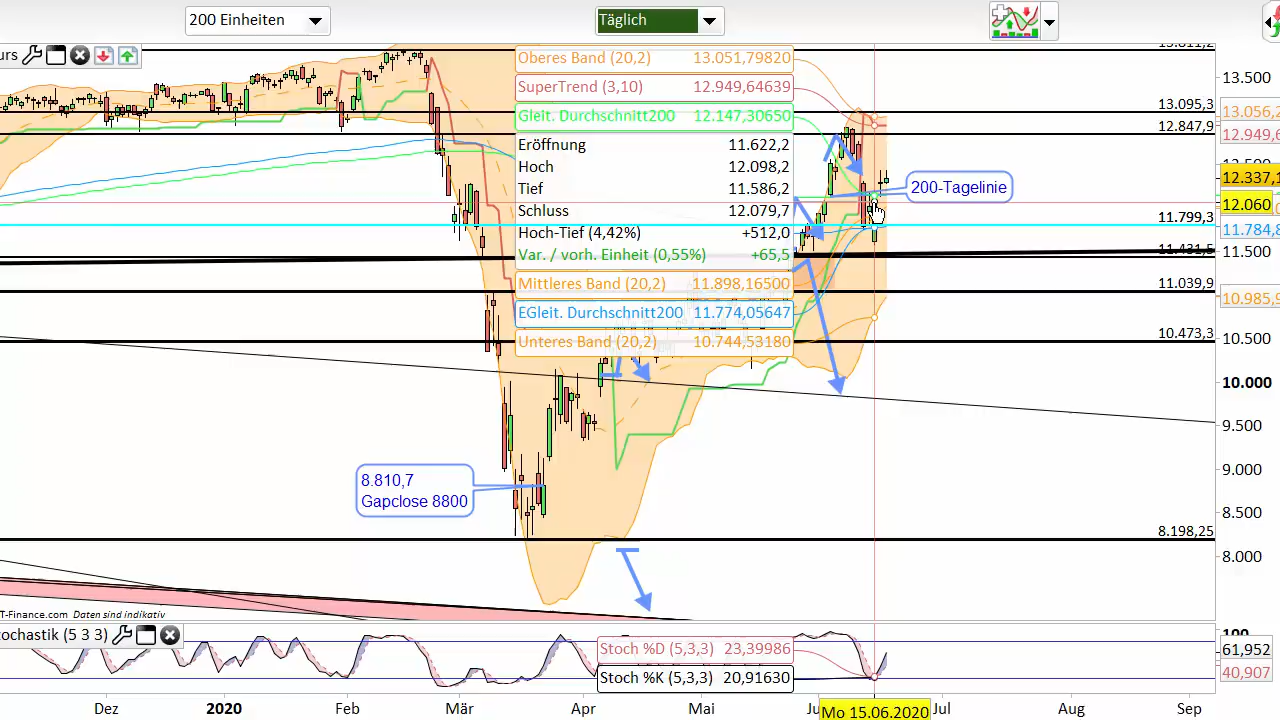 200 Einheiten
Täglich
urs
Oberes Band (20,2) 13.051,79820
SuperTrend (3,10) 12.949,64639
Gleit. Durchschnitt200 12.147,30650
Eröffnung 11.622,2
Hoch 12.098,2
Tief 11.586,2
Schluss 12.079,7
Hoch-Tief (4,42%) +512,0
Var. / vorh. Einheit (0,55%) +65,5
Mittleres Band (20,2) 11.898,16500
EGleit. Durchschnitt200 11.774,05647
Unteres Band (20,2) 10.744,53180
200-Tagelinie
8.810,7
Gapclose 8800
13.095,3
12.847,9
11.799,3
11.431,5
11.039,9
10.473,3
8.198,25
13.500
13.056,2
12.949,6
12.337,1
12.060
11.784,8
11.500
10.985,9
10.500
10.000
9.500
9.000
8.500
8.000
T-Finance.com Daten sind indikativ
tochastik (5 3 3)
Stoch %D (5,3,3) 23,39986
Stoch %K (5,3,3) 20,91630
100
61,952
40,907
Dez
2020
Feb
Mär
Apr
Mai
Ju
Mo 15.06.2020
Jul
Aug
Sep